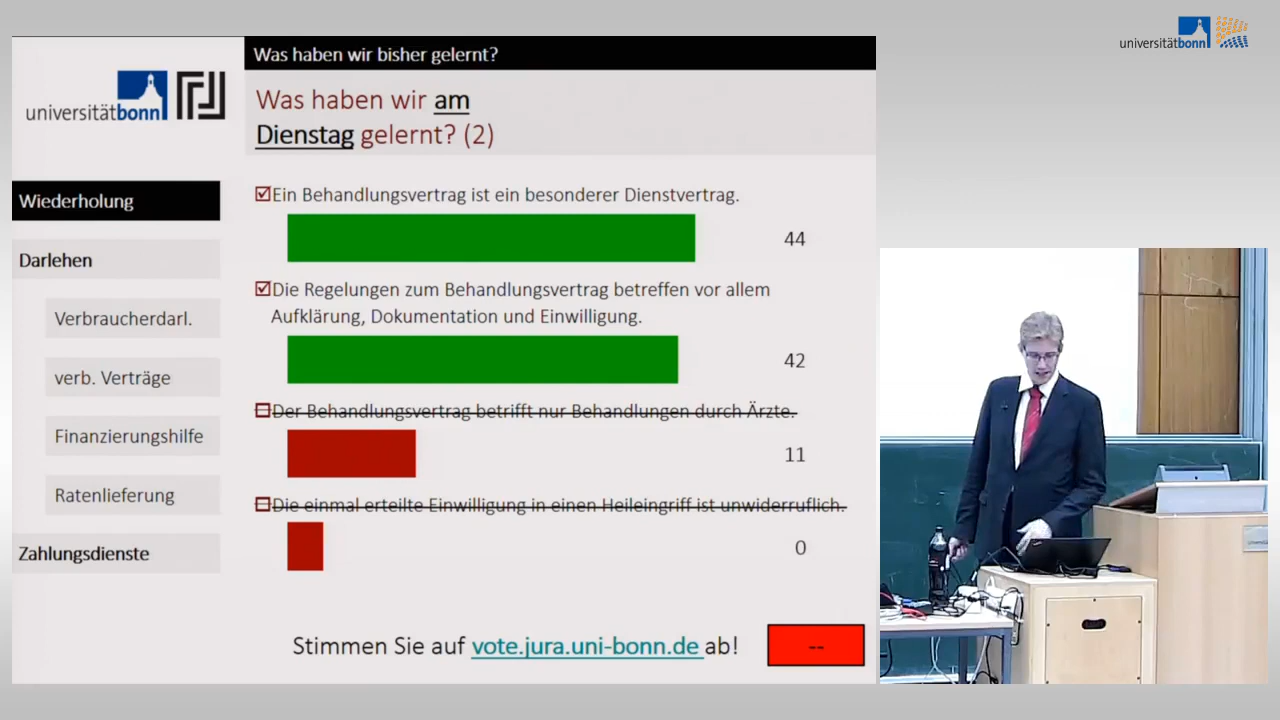 universitätbonn
Was haben wir bisher gelernt?
universitätbonn
Was haben wir am
Dienstag gelernt? (2)
Wiederholung
Darlehen
Verbraucherdarl.
verb. Verträge
Finanzierungshilfe
Ratenlieferung
Zahlungsdienste
Ein Behandlungsvertrag ist ein besonderer Dienstvertrag.
44
Die Regelungen zum Behandlungsvertrag betreffen vor allem
Aufklärung, Dokumentation und Einwilligung.
42
Der Behandlungsvertrag betrifft nur Behandlungen durch Ärzte.
11
Die einmal erteilte Einwilligung in einen Heileingriff ist unwiderruflich.
0
Stimmen Sie auf vote.jura.uni-bonn.de ab!
--